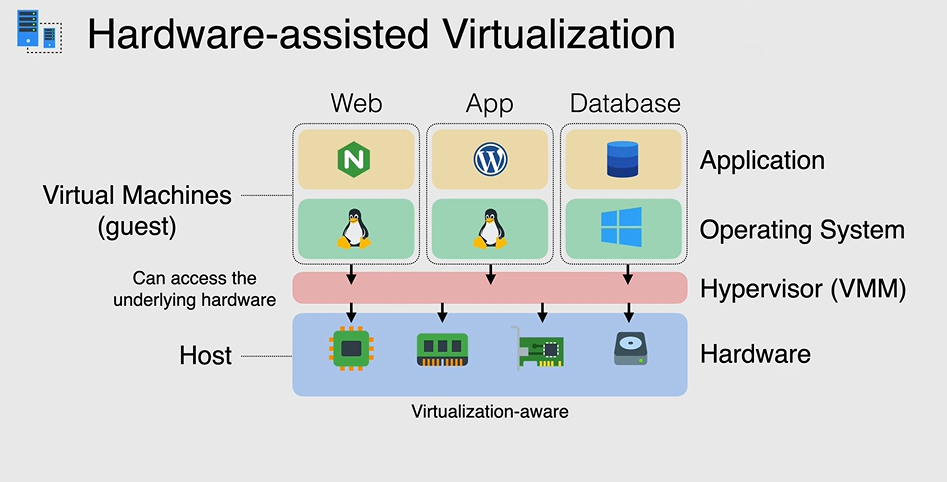 Hardware-assisted Virtualization
Web
App
Database
N
W
Application
Virtual Machines
(guest)
Operating System
Can access the
underlying hardware
Hypervisor (VMM)
Host
Hardware
Virtualization-aware